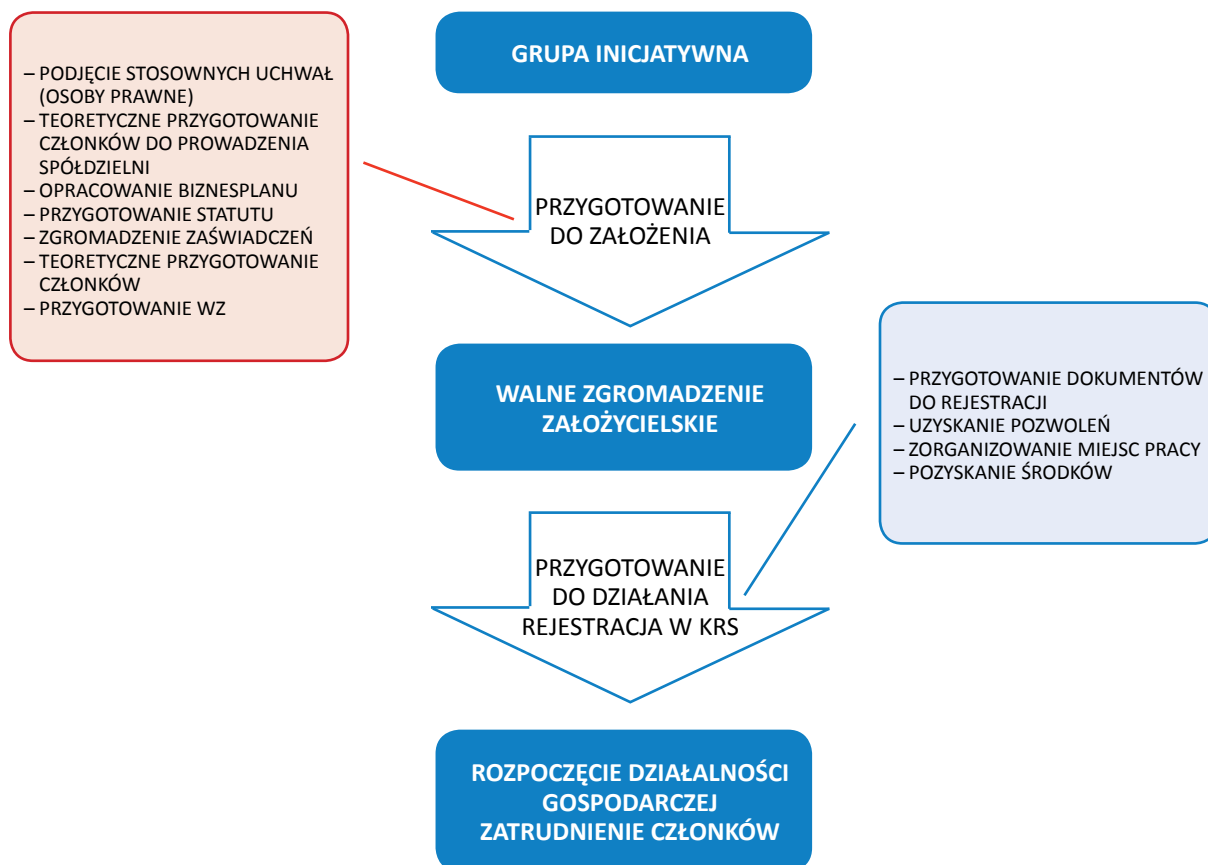 GRUPA INICJATYWNA
– PODJĘCIE STOSOWNYCH UCHWAŁ
(OSOBY PRAWNE)
– TEORETYCZNE PRZYGOTOWANIE
CZŁONKÓW DO PROWADZENIA
SPÓŁDZIELNI
– OPRACOWANIE BIZNESPLANU
– PRZYGOTOWANIE STATUTU
– ZGROMADZENIE ZAŚWIADCZEŃ
– TEORETYCZNE PRZYGOTOWANIE
CZŁONKÓW
– PRZYGOTOWANIE WZ
PRZYGOTOWANIE
DO ZAŁOŻENIA
WALNE ZGROMADZENIE
ZAŁOŻYCIELSKIE
– PRZYGOTOWANIE DOKUMENTÓW
DO REJESTRACJI
– UZYSKANIE POZWOLEŃ
– ZORGANIZOWANIE MIEJSC PRACY
– POZYSKANIE ŚRODKÓW
PRZYGOTOWANIE
DO DZIAŁANIA
REJESTRACJA W KRS
ROZPOCZĘCIE DZIAŁALNOŚCI
GOSPODARCZEJ
ZATRUDNIENIE CZŁONKÓW